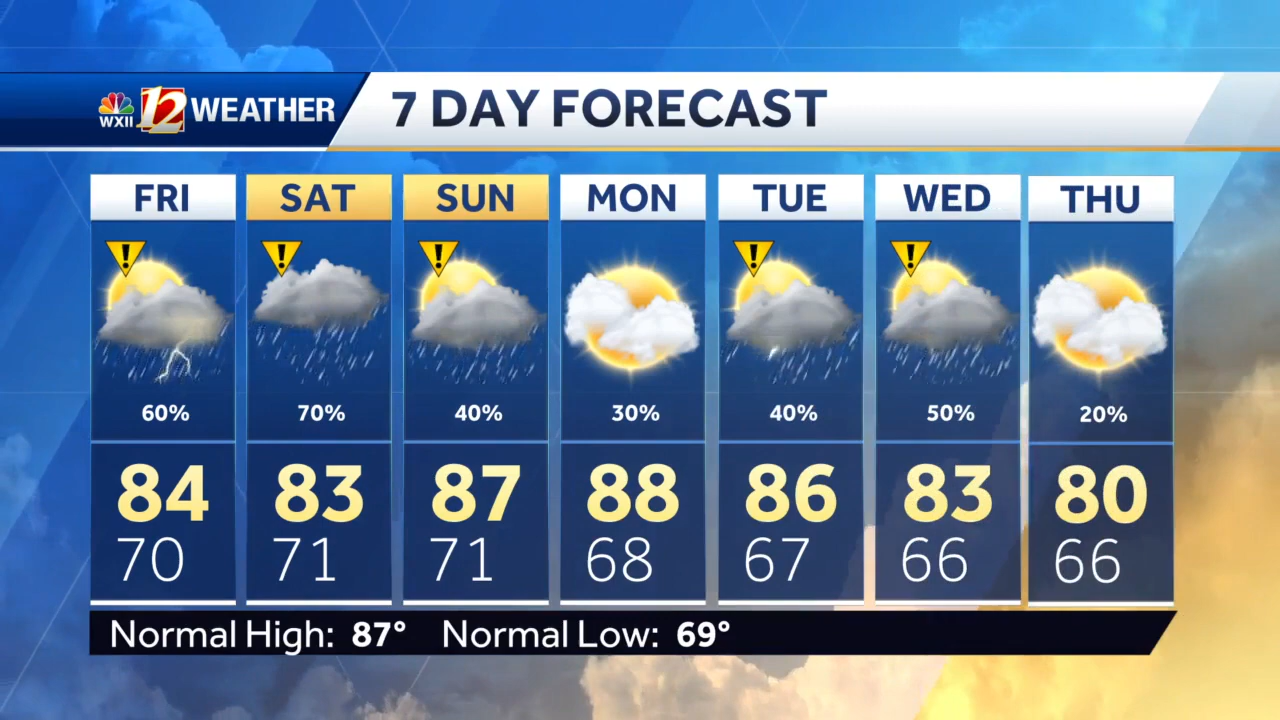 WXII 12 WEATHER
7 DAY FORECAST
FRI SAT SUN MON TUE WED THU
! ! ! ! !
60% 70% 40% 30% 40% 50% 20%
84 83 87 88 86 83 80
70 71 71 68 67 66 66
Normal High: 87° Normal Low: 69°